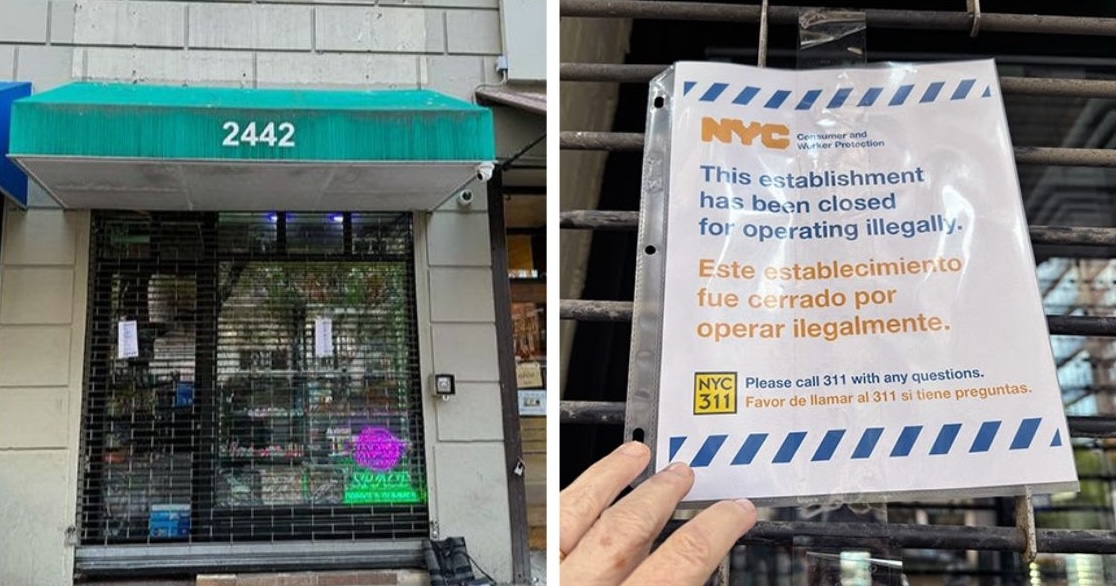 2442
NYC Consumer and
Worker Protection
This establishment
has been closed
for operating illegally.
Este establecimiento
fue cerrado por
operar ilegalmente.
NYC
311
Please call 311 with any questions.
Favor de llamar al 311 si tiene preguntas.